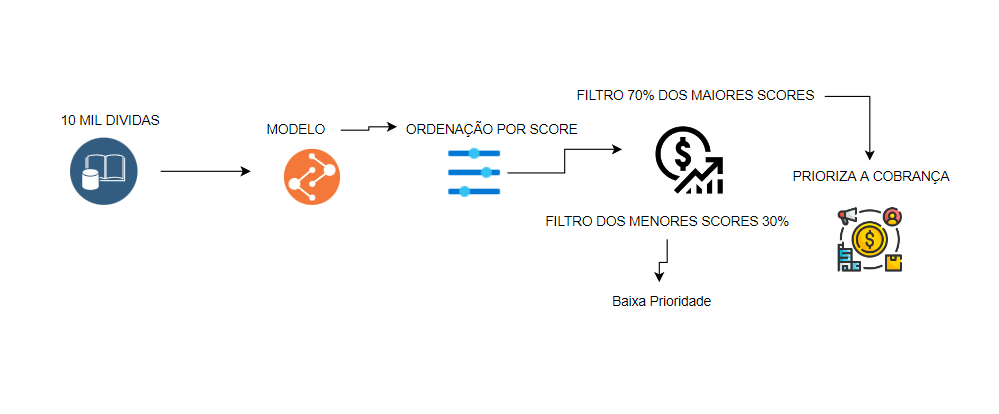 10 MIL DIVIDAS
MODELO
ORDENAÇÃO POR SCORE
FILTRO 70% DOS MAIORES SCORES
PRIORIZA A COBRANÇA
FILTRO DOS MENORES SCORES 30%
Baixa Prioridade